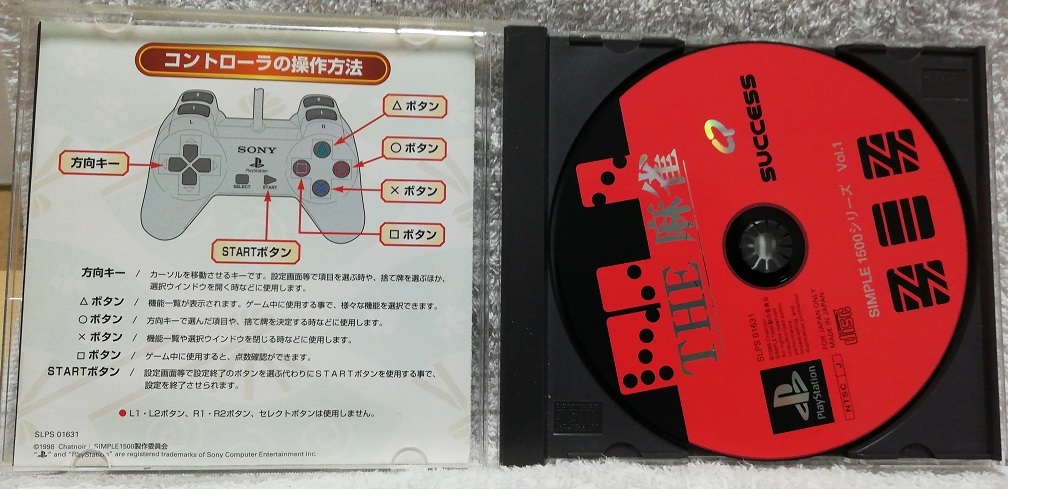 コントローラの操作方法
△ ボタン
○ ボタン
方向キー
× ボタン
□ ボタン
STARTボタン
SONY
PlayStation
SELECT
START
L
R
方向キー / カーソルを移動させるキーです。設定画面等で項目を選ぶ時や、捨て牌を選ぶほか、
選択ウインドウを開く時などに使用します。
△ ボタン / 機能一覧が表示されます。ゲーム中に使用する事で、様々な機能を選択できます。
○ ボタン / 方向キーで選んだ項目や、捨て牌を決定する時などに使用します。
× ボタン / 機能一覧や選択ウインドウを閉じる時などに使用します。
□ ボタン / ゲーム中に使用すると、点数確認ができます。
STARTボタン / 設定画面等で設定終了のボタンを選ぶ代わりにSTARTボタンを使用する事で、
設定を終了させられます。
●L1・L2ボタン、R1・R2ボタン、セレクトボタンは使用しません。
SLPS 01631
©1998 Chatnoir / SIMPLE1500製作委員会
" " and "PlayStation" are registered trademarks of Sony Computer Entertainment Inc.
SUCCESS
THE 麻雀
SIMPLE 1500シリーズ Vol.1
SLPS 01631
FOR JAPAN ONLY
MADE IN JAPAN
disc
PlayStation
NTSC J